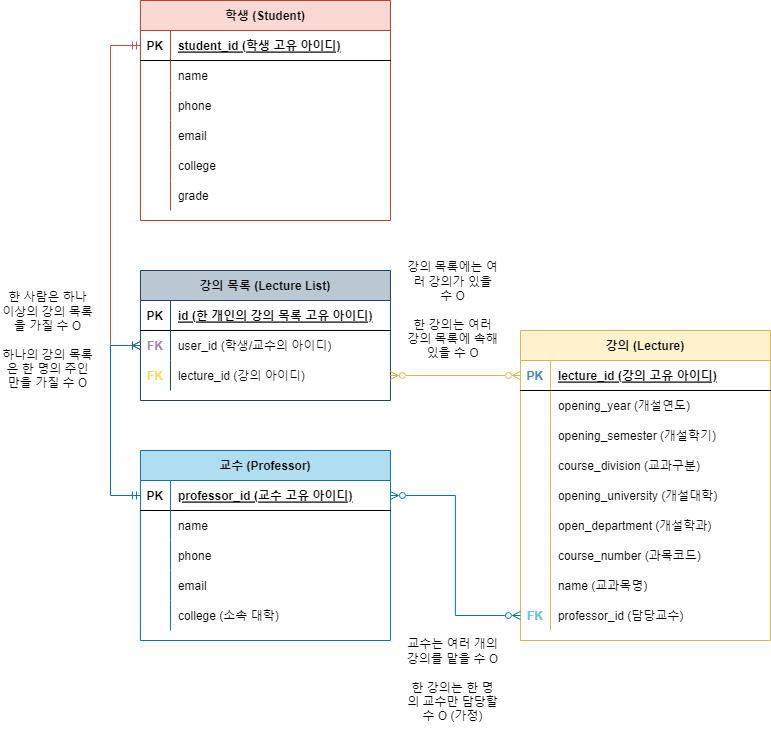 학생 (Student)
PK student_id (학생 고유 아이디)
name
phone
email
college
grade
한 사람은 하나
이상의 강의 목록
을 가질 수 O
하나의 강의 목록
은 한 명의 주인
만을 가질 수 O
강의 목록 (Lecture List)
PK id (한 개인의 강의 목록 고유 아이디)
FK user_id (학생/교수의 아이디)
FK lecture_id (강의 아이디)
강의 목록에는 여
러 강의가 있을
수 O
한 강의는 여러
강의 목록에 속해
있을 수 O
강의 (Lecture)
PK lecture_id (강의 고유 아이디)
opening_year (개설연도)
opening_semester (개설학기)
course_division (교과구분)
opening_university (개설대학)
open_department (개설학과)
course_number (과목코드)
name (교과목명)
FK professor_id (담당교수)
교수 (Professor)
PK professor_id (교수 고유 아이디)
name
phone
email
college (소속 대학)
교수는 여러 개의
강의를 맡을 수 O
한 강의는 한 명
의 교수만 담당할
수 O (가정)